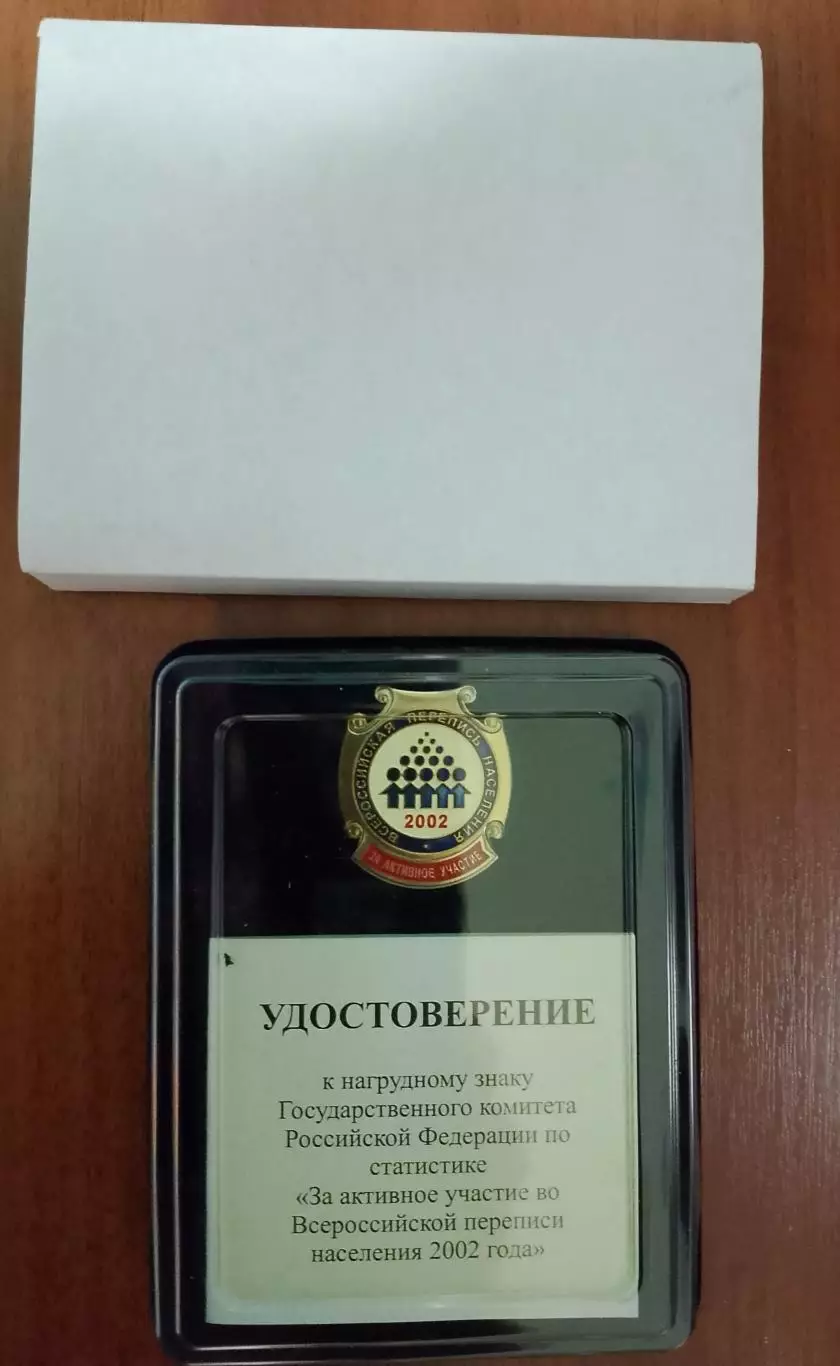 ВСЕРОССИЙСКАЯ ПЕРЕПИСЬ НАСЕЛЕНИЯ
2002
ЗА АКТИВНОЕ УЧАСТИЕ
УДОСТОВЕРЕНИЕ
к нагрудному знаку
Государственного комитета
Российской Федерации по
статистике
«За активное участие во
Всероссийской переписи
населения 2002 года»